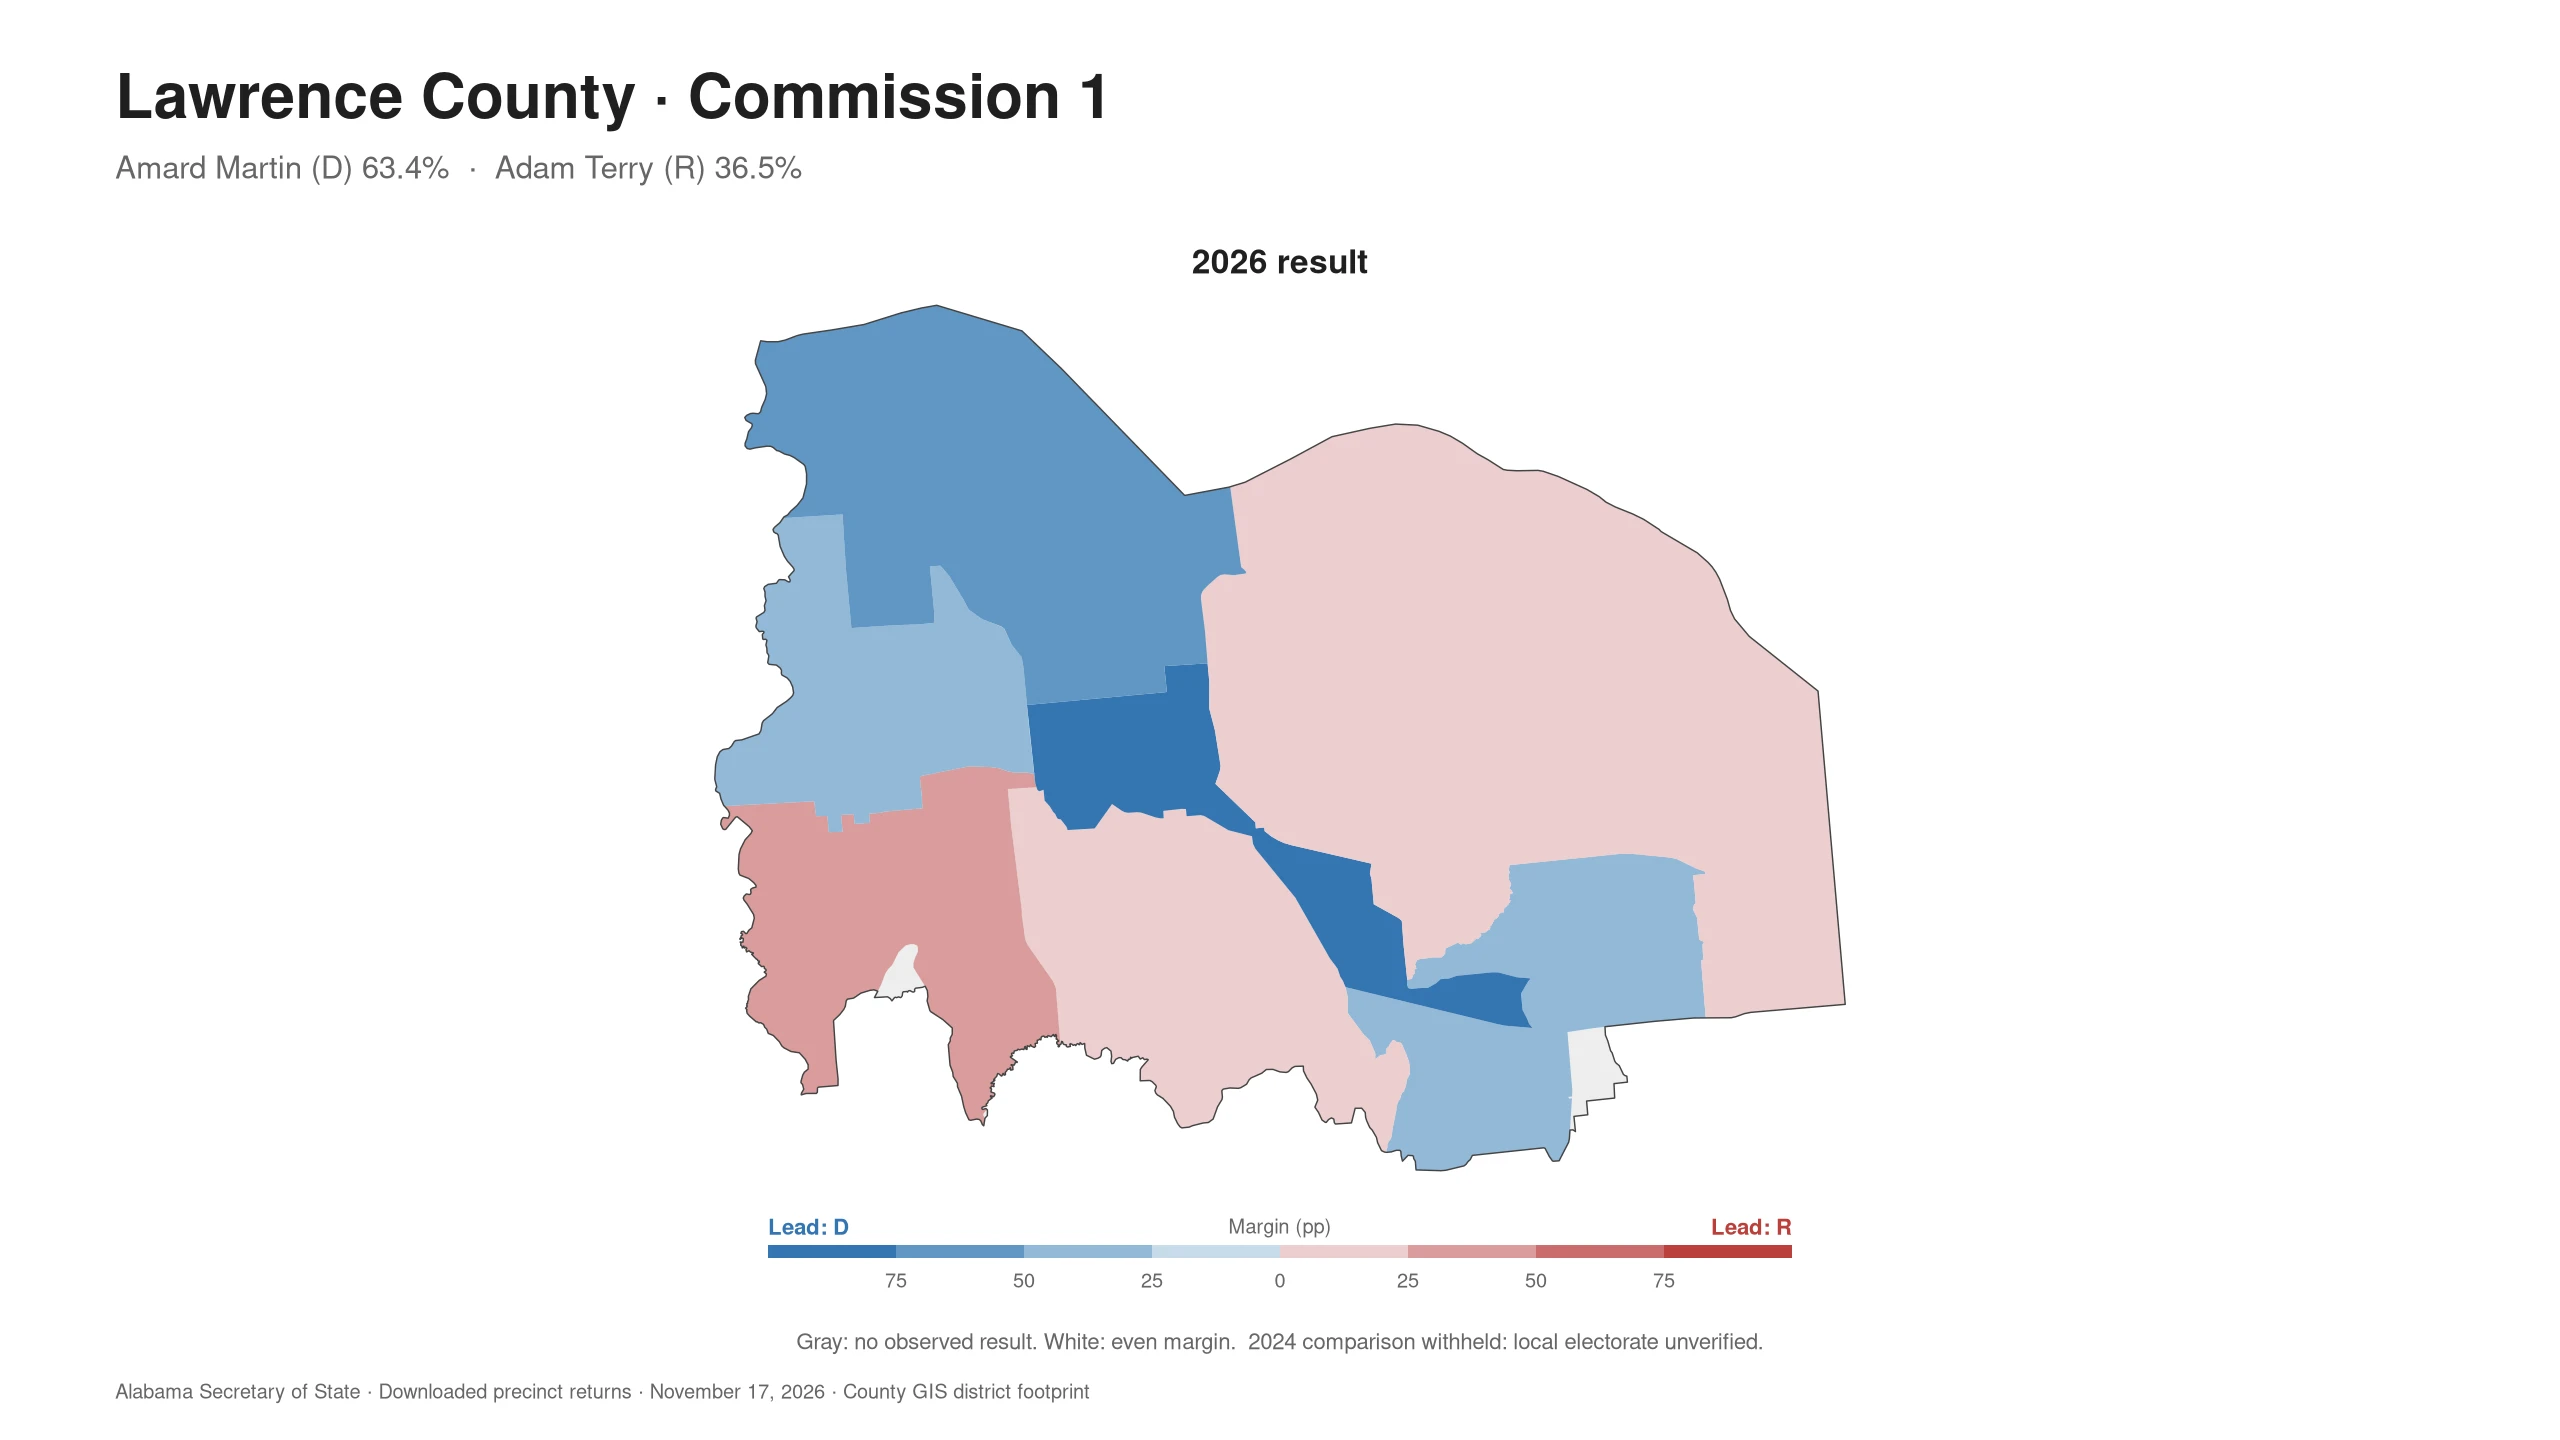 Lawrence County · Commission 1
Amard Martin (D) 63.4% · Adam Terry (R) 36.5%
2026 result
Lead: D Margin (pp) Lead: R
75 50 25 0 25 50 75
Gray: no observed result. White: even margin. 2024 comparison withheld: local electorate unverified.
Alabama Secretary of State · Downloaded precinct returns · November 17, 2026 · County GIS district footprint